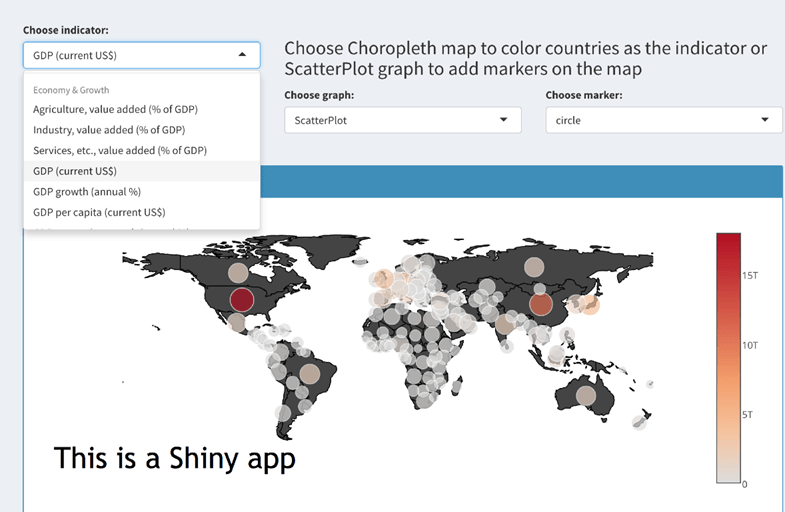 Choose indicator:
GDP (current US$)
Economy & Growth
Agriculture, value added (% of GDP)
Industry, value added (% of GDP)
Services, etc., value added (% of GDP)
GDP (current US$)
GDP growth (annual %)
GDP per capita (current US$)
Choose Choropleth map to color countries as the indicator or
ScatterPlot graph to add markers on the map
Choose graph:
ScatterPlot
Choose marker:
circle
15T
10T
5T
0
This is a Shiny app